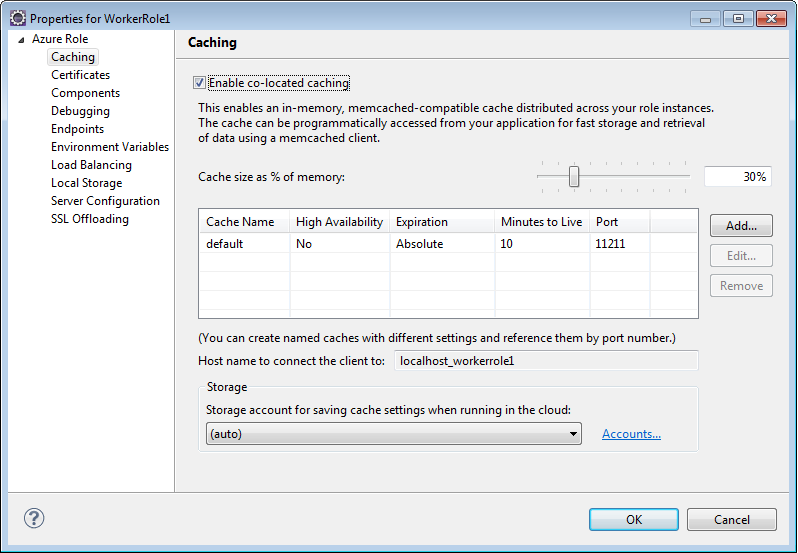 Properties for WorkerRole1
Azure Role
Caching
Certificates
Components
Debugging
Endpoints
Environment Variables
Load Balancing
Local Storage
Server Configuration
SSL Offloading
Caching
Enable co-located caching
This enables an in-memory, memcached-compatible cache distributed across your role instances.
The cache can be programmatically accessed from your application for fast storage and retrieval
of data using a memcached client.
Cache size as % of memory:
30%
Cache Name High Availability Expiration Minutes to Live Port
default No Absolute 10 11211
Add...
Edit...
Remove
(You can create named caches with different settings and reference them by port number.)
Host name to connect the client to: localhost_workerrole1
Storage
Storage account for saving cache settings when running in the cloud:
(auto) Accounts...
?
OK Cancel